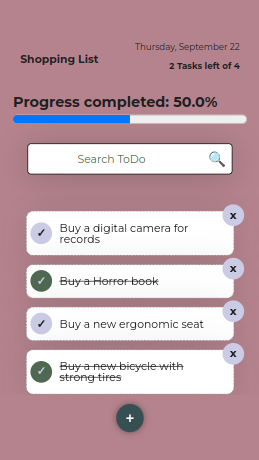 Thursday, September 22
Shopping List
2 Tasks left of 4
Progress completed: 50.0%
Search ToDo
x
Buy a digital camera for
records
x
Buy a Horror book
x
Buy a new ergonomic seat
x
Buy a new bicycle with
strong tires
+